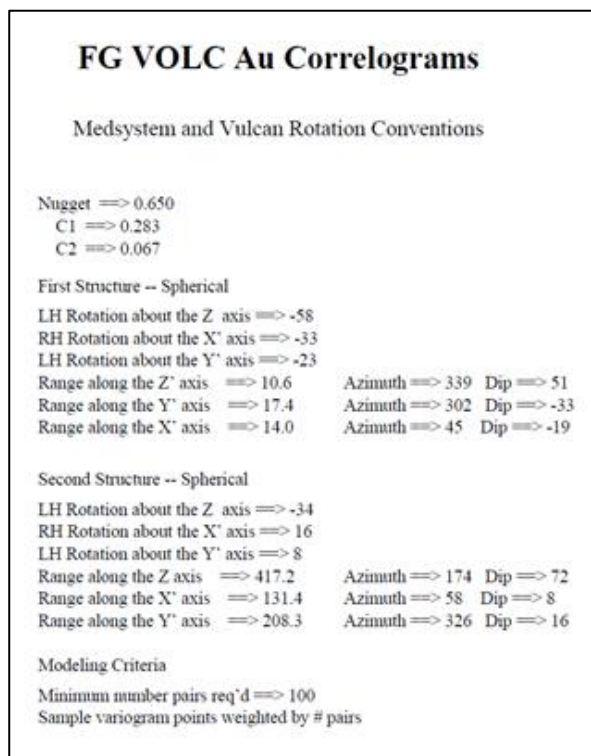 FG VOLC Au Correlograms
Medsystem and Vulcan Rotation Conventions
Nugget ==> 0.650
C1 ==> 0.283
C2 ==> 0.067
First Structure -- Spherical
LH Rotation about the Z axis ==> -58
RH Rotation about the X' axis ==> -33
LH Rotation about the Y' axis ==> -23
Range along the Z' axis ==> 10.6 Azimuth ==> 339 Dip ==> 51
Range along the Y' axis ==> 17.4 Azimuth ==> 302 Dip ==> -33
Range along the X' axis ==> 14.0 Azimuth ==> 45 Dip ==> -19
Second Structure -- Spherical
LH Rotation about the Z axis ==> -34
RH Rotation about the X' axis ==> 16
LH Rotation about the Y' axis ==> 8
Range along the Z axis ==> 417.2 Azimuth ==> 174 Dip ==> 72
Range along the X' axis ==> 131.4 Azimuth ==> 58 Dip ==> 8
Range along the Y' axis ==> 208.3 Azimuth ==> 326 Dip ==> 16
Modeling Criteria
Minimum number pairs req'd ==> 100
Sample variogram points weighted by # pairs